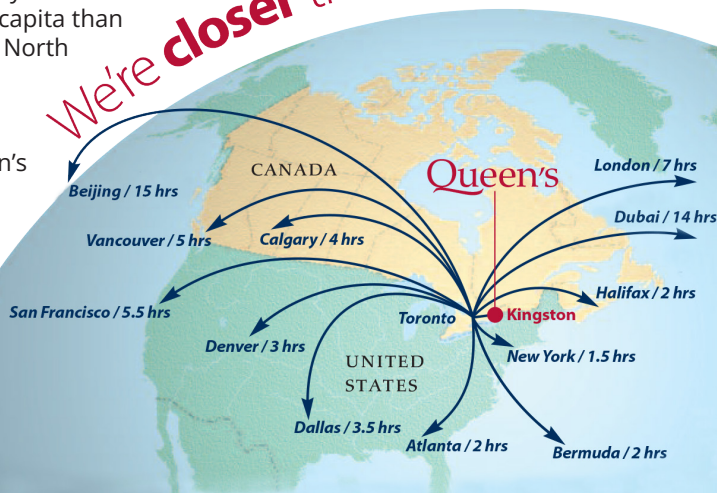 capita than
North
n's
We're closer
CANADA
Queen's
London / 7 hrs
Beijing / 15 hrs
Dubai / 14 hrs
Vancouver / 5 hrs
Calgary / 4 hrs
Halifax / 2 hrs
San Francisco / 5.5 hrs
Toronto
Kingston
Denver / 3 hrs
New York / 1.5 hrs
UNITED
STATES
Dallas / 3.5 hrs
Atlanta / 2 hrs
Bermuda / 2 hrs